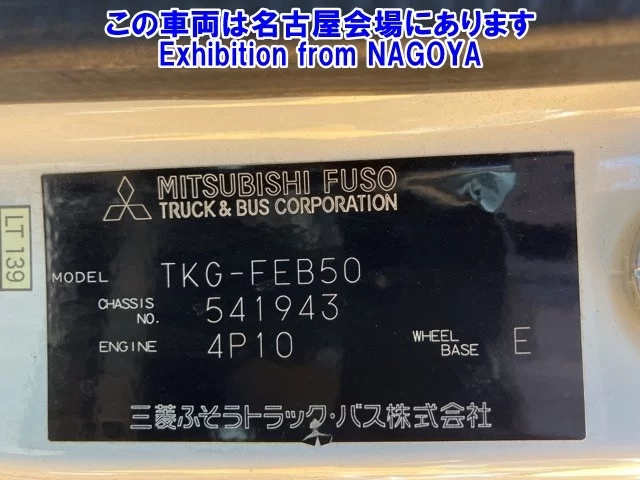 この車両は名古屋会場にあります
Exhibition from NAGOYA
MITSUBISHI FUSO
TRUCK & BUS CORPORATION
LT 139
MODEL TKG-FEB50
CHASSIS NO. 541943
ENGINE 4P10 WHEEL BASE E
三菱ふそうトラック・バス株式会社